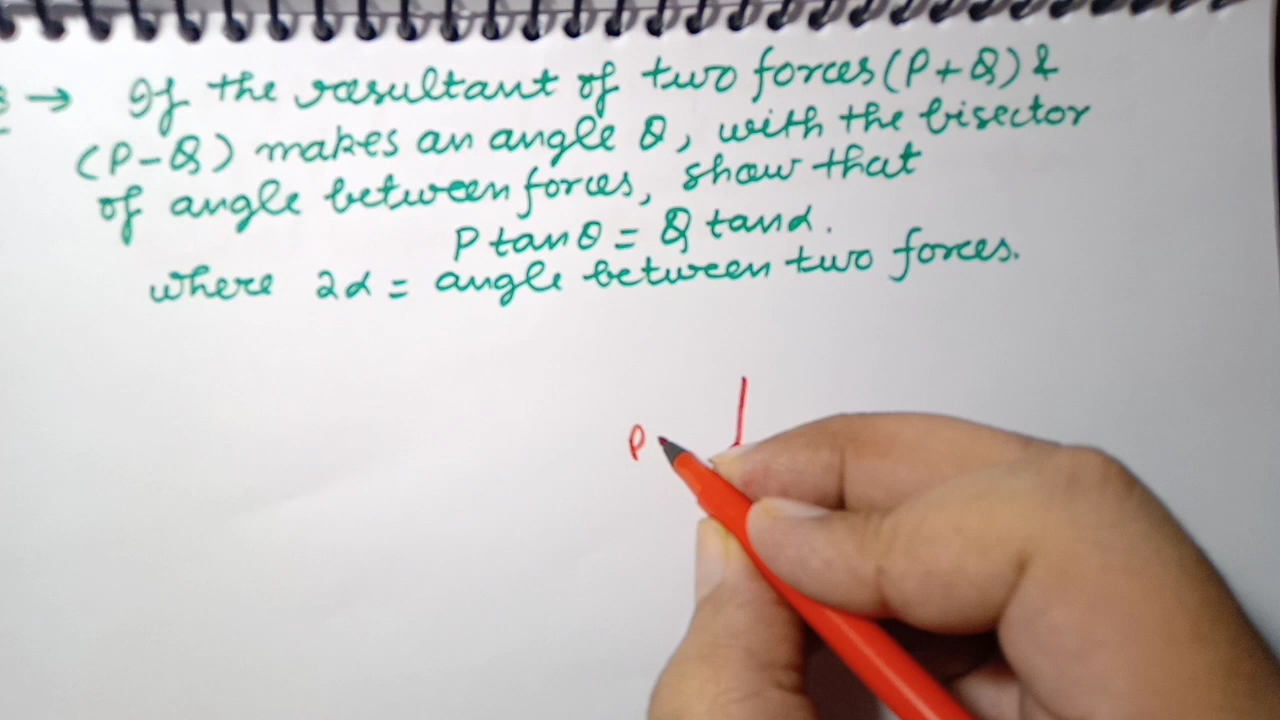 → If the resultant of two forces (P+Q) &
(P-Q) makes an angle θ, with the bisector
of angle between forces, show that
P tan θ = Q tan α.
where 2α = angle between two forces.
P